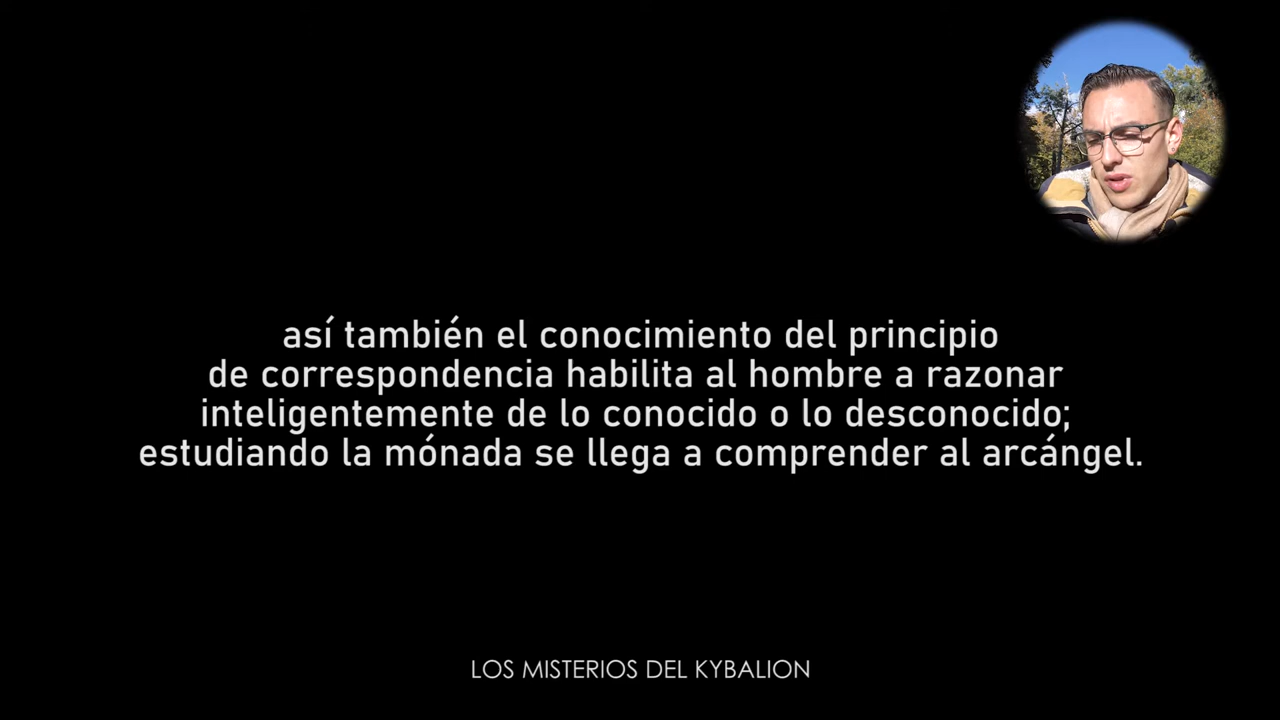 así también el conocimiento del principio
de correspondencia habilita al hombre a razonar
inteligentemente de lo conocido o lo desconocido;
estudiando la mónada se llega a comprender al arcángel.
LOS MISTERIOS DEL KYBALION